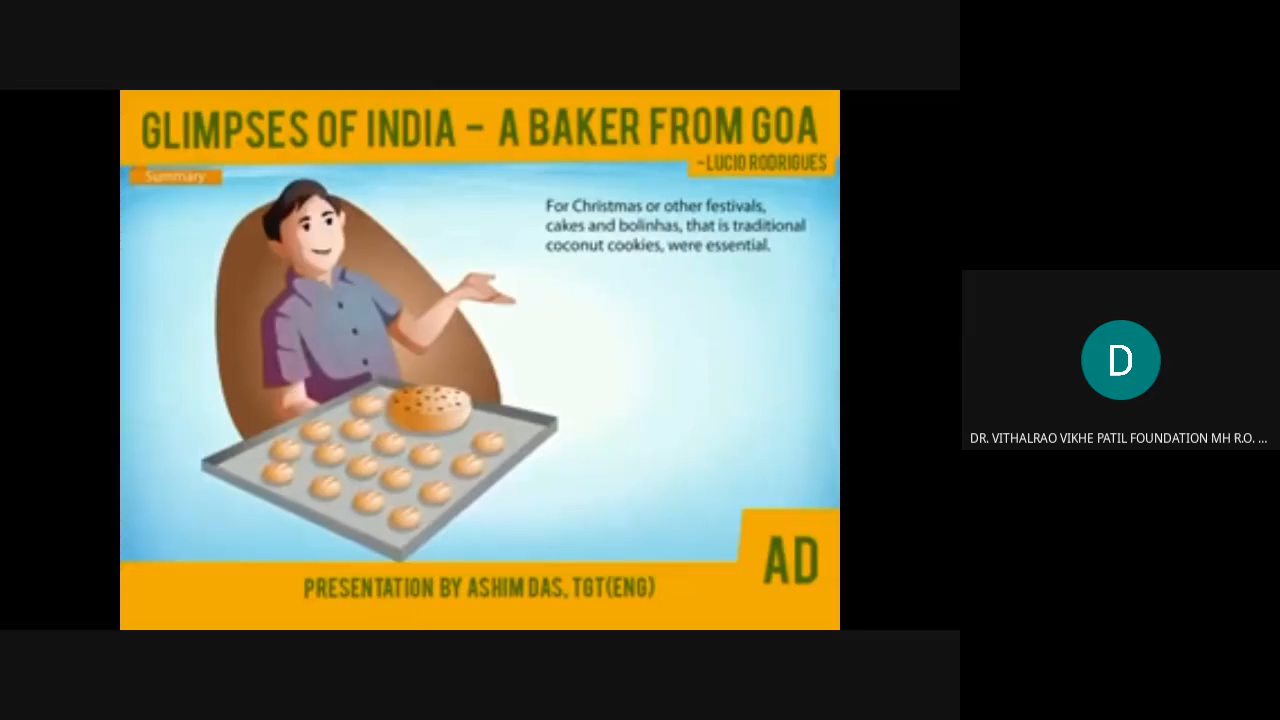 GLIMPSES OF INDIA - A BAKER FROM GOA
-LUCIO RODRIGUES
Summary
For Christmas or other festivals,
cakes and bolinhas, that is traditional
coconut cookies, were essential.
AD
PRESENTATION BY ASHIM DAS, TGT(ENG)
D
DR. VITHALRAO VIKHE PATIL FOUNDATION MH R.O. ...